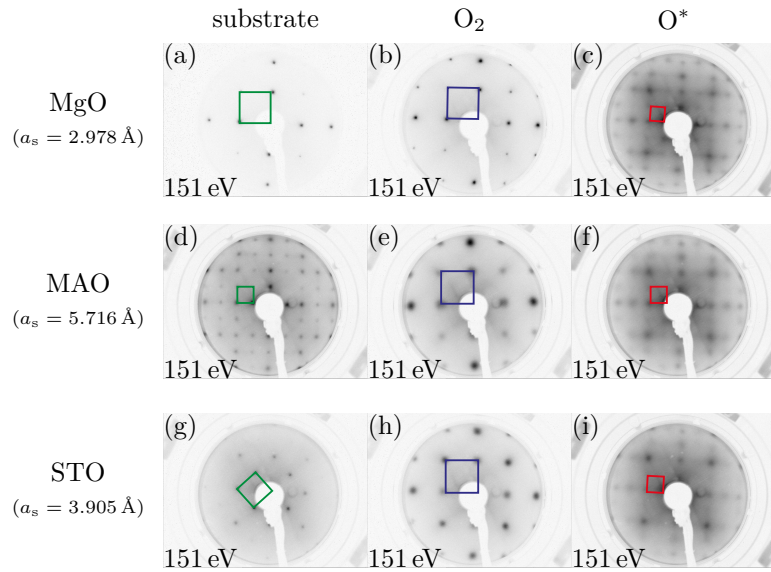 substrate O₂ O*
(a) (b) (c)
MgO
(aₛ = 2.978 Å)
151 eV 151 eV 151 eV
(d) (e) (f)
MAO
(aₛ = 5.716 Å)
151 eV 151 eV 151 eV
(g) (h) (i)
STO
(aₛ = 3.905 Å)
151 eV 151 eV 151 eV